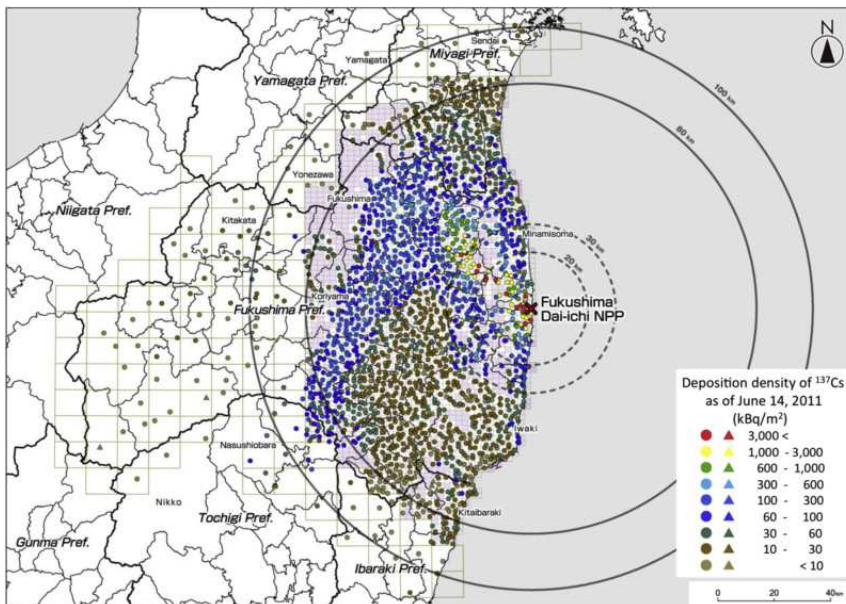 Sendai
Miyagi Pref.
Yamagata
Yamagata Pref.
N
100 km
80 km
Yonezawa
Fukushima
Niigata Pref.
Kitakata
Minamisoma
30 km
20 km
Koriyama
Fukushima Pref.
Fukushima
Dai-ichi NPP
Iwaki
Nasushiobara
Nikko
Kitaibaraki
Tochigi Pref.
Gunma Pref.
Ibaraki Pref.
Deposition density of ¹³⁷Cs
as of June 14, 2011
(kBq/m²)
3,000 <
1,000 - 3,000
600 - 1,000
300 - 600
100 - 300
60 - 100
30 - 60
10 - 30
< 10
0 10 20 40km